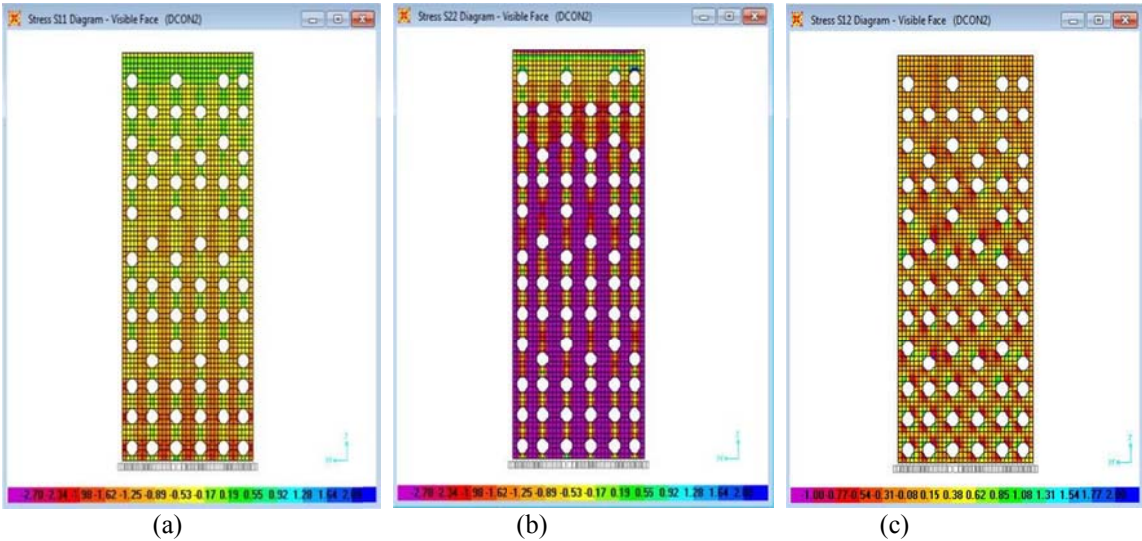 Stress S11 Diagram - Visible Face (DCON2)
Stress S22 Diagram - Visible Face (DCON2)
Stress S12 Diagram - Visible Face (DCON2)
-2.70 -2.34 -1.98 -1.62 -1.25 -0.89 -0.53 -0.17 0.19 0.55 0.92 1.28 1.64
-2.70 -2.34 -1.98 -1.62 -1.25 -0.89 -0.53 -0.17 0.19 0.55 0.92 1.28 1.64
-1.00 -0.77 -0.54 -0.31 -0.08 0.15 0.38 0.62 0.85 1.08 1.31 1.54 1.77
(a)
(b)
(c)